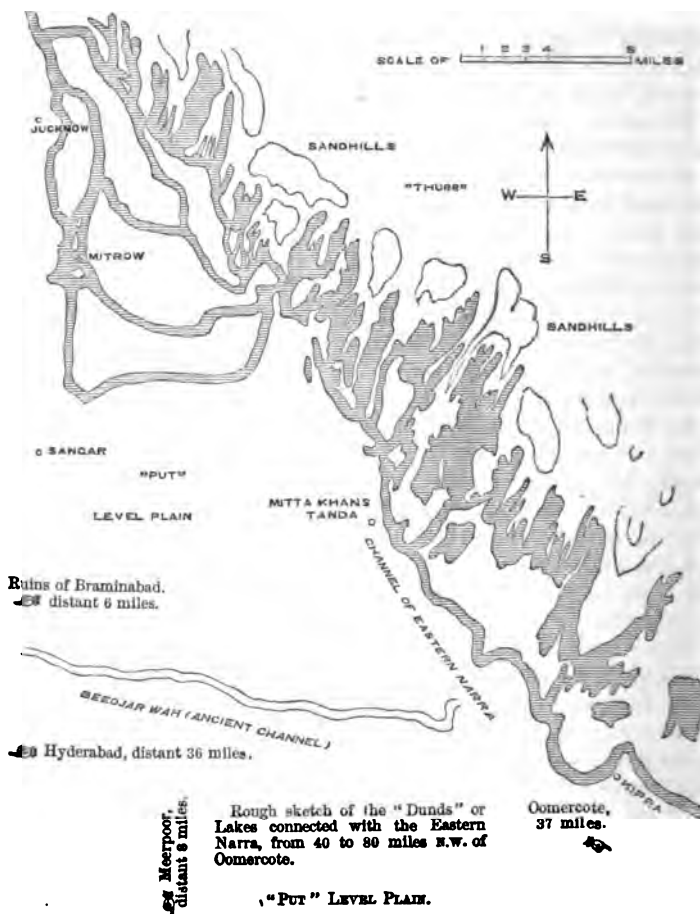 SCALE OF 1 2 3 4 8 MILES
JUCKNOW
SANDHILLS
"THURR"
W E
S
MITROW
SANDHILLS
SANGAR
"PUT"
LEVEL PLAIN
MITTA KHANS
TANDA
CHANNEL OF EASTERN NARRA
Ruins of Braminabad.
distant 6 miles.
BEEDJAR WAH (ANCIENT CHANNEL)
Hyderabad, distant 36 miles.
KIPRA
Meerpoor,
distant 8 miles.
Rough sketch of the "Dunds" or
Lakes connected with the Eastern
Narra, from 40 to 80 miles N.W. of
Oomercote.
Oomercote,
37 miles.
"PUT" LEVEL PLAIN.